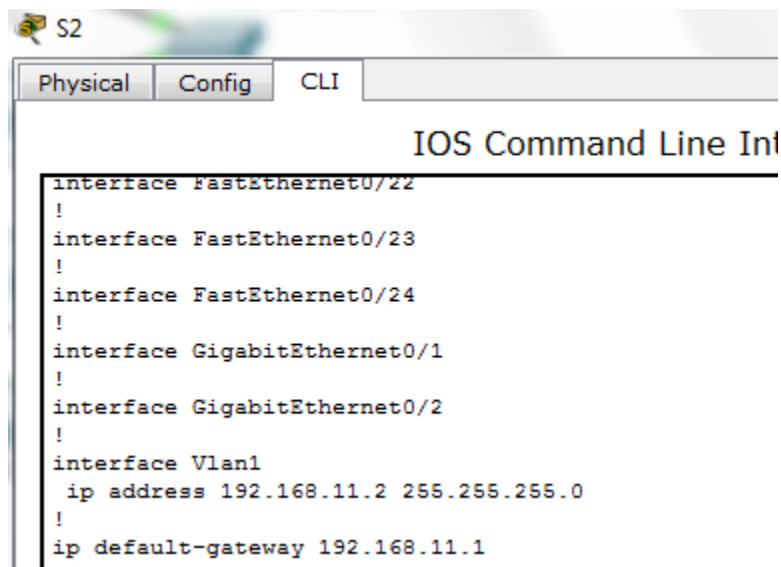 S2
Physical Config CLI
IOS Command Line Int
interface FastEthernet0/22
!
interface FastEthernet0/23
!
interface FastEthernet0/24
!
interface GigabitEthernet0/1
!
interface GigabitEthernet0/2
!
interface Vlan1
 ip address 192.168.11.2 255.255.255.0
!
ip default-gateway 192.168.11.1